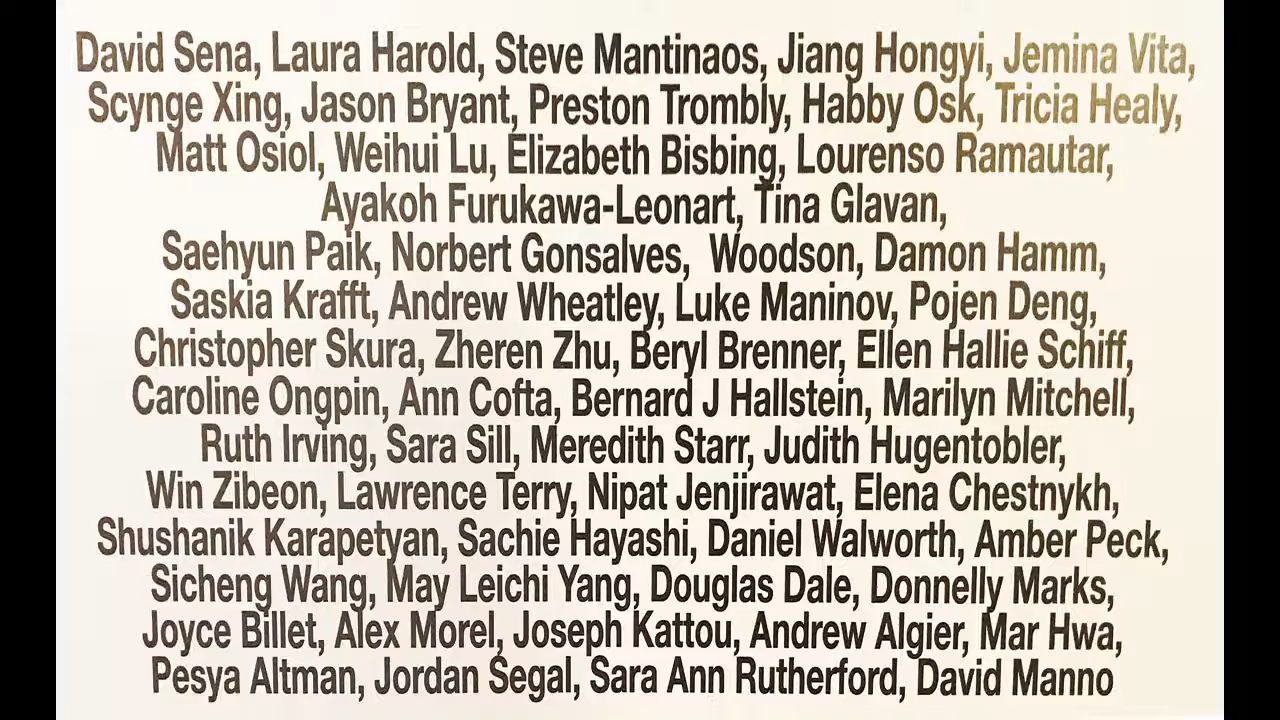 David Sena, Laura Harold, Steve Mantinaos, Jiang Hongyi, Jemina Vita,
Scynge Xing, Jason Bryant, Preston Trombly, Habby Osk, Tricia Healy,
Matt Osiol, Weihui Lu, Elizabeth Bisbing, Lourenso Ramautar,
Ayakoh Furukawa-Leonart, Tina Glavan,
Saehyun Paik, Norbert Gonsalves,  Woodson, Damon Hamm,
Saskia Krafft, Andrew Wheatley, Luke Maninov, Pojen Deng,
Christopher Skura, Zheren Zhu, Beryl Brenner, Ellen Hallie Schiff,
Caroline Ongpin, Ann Cofta, Bernard J Hallstein, Marilyn Mitchell,
Ruth Irving, Sara Sill, Meredith Starr, Judith Hugentobler,
Win Zibeon, Lawrence Terry, Nipat Jenjirawat, Elena Chestnykh,
Shushanik Karapetyan, Sachie Hayashi, Daniel Walworth, Amber Peck,
Sicheng Wang, May Leichi Yang, Douglas Dale, Donnelly Marks,
Joyce Billet, Alex Morel, Joseph Kattou, Andrew Algier, Mar Hwa,
Pesya Altman, Jordan Segal, Sara Ann Rutherford, David Manno